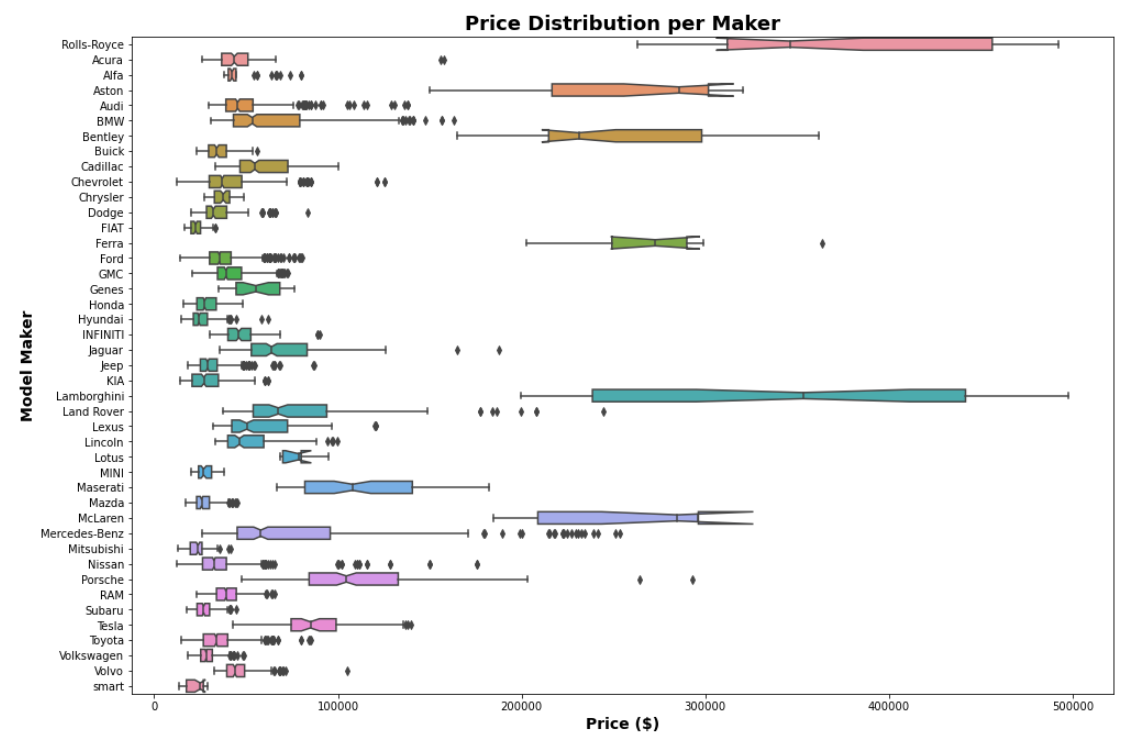 Price Distribution per Maker
Rolls-Royce
Acura
Alfa
Aston
Audi
BMW
Bentley
Buick
Cadillac
Chevrolet
Chrysler
Dodge
FIAT
Ferra
Ford
GMC
Genes
Honda
Hyundai
INFINITI
Jaguar
Jeep
KIA
Lamborghini
Land Rover
Lexus
Lincoln
Lotus
MINI
Maserati
Mazda
McLaren
Mercedes-Benz
Mitsubishi
Nissan
Porsche
RAM
Subaru
Tesla
Toyota
Volkswagen
Volvo
smart
Model Maker
0 100000 200000 300000 400000 500000
Price ($)